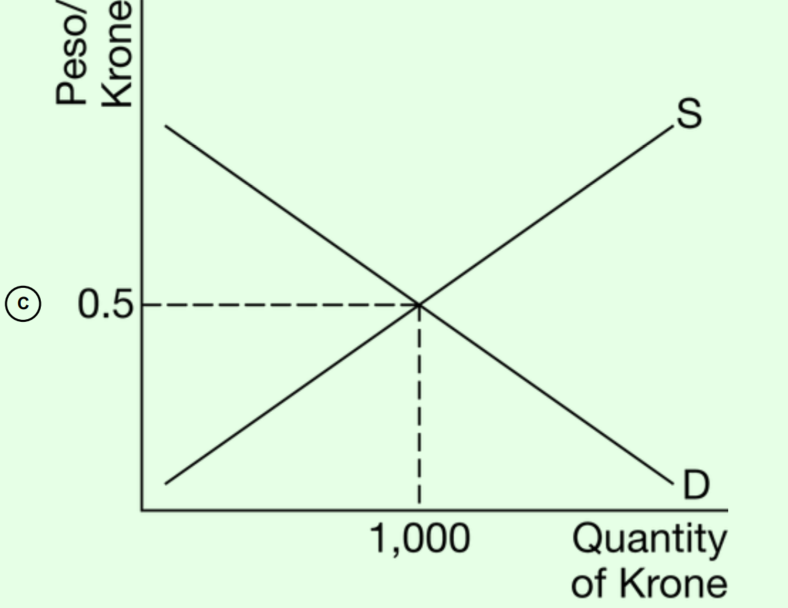 Peso/
Krone
S
C
0.5
D
1,000
Quantity
of Krone